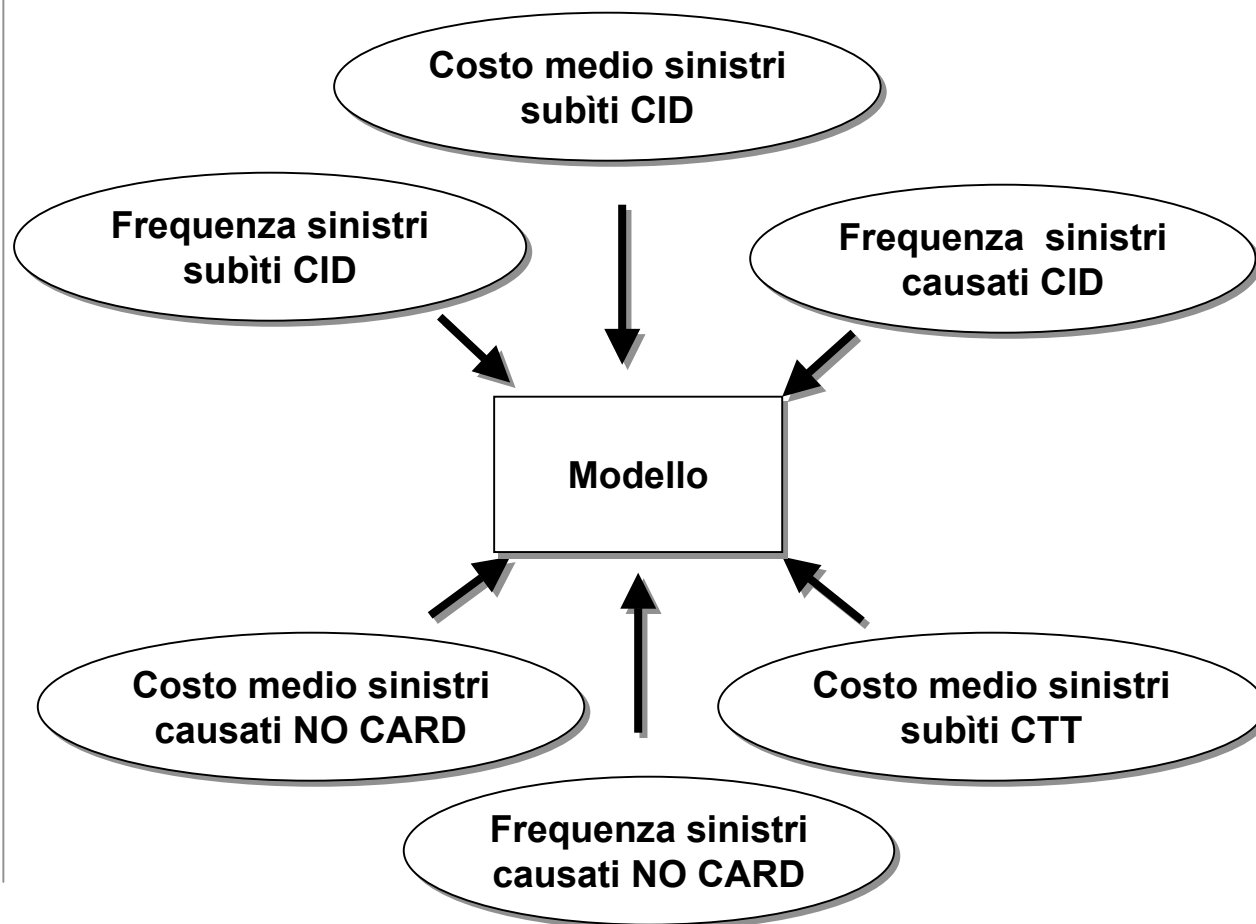 Costo medio sinistri
subìti CID
Frequenza sinistri
subìti CID
Frequenza  sinistri
causati CID
Modello
Costo medio sinistri
causati NO CARD
Costo medio sinistri
subìti CTT
Frequenza sinistri
causati NO CARD